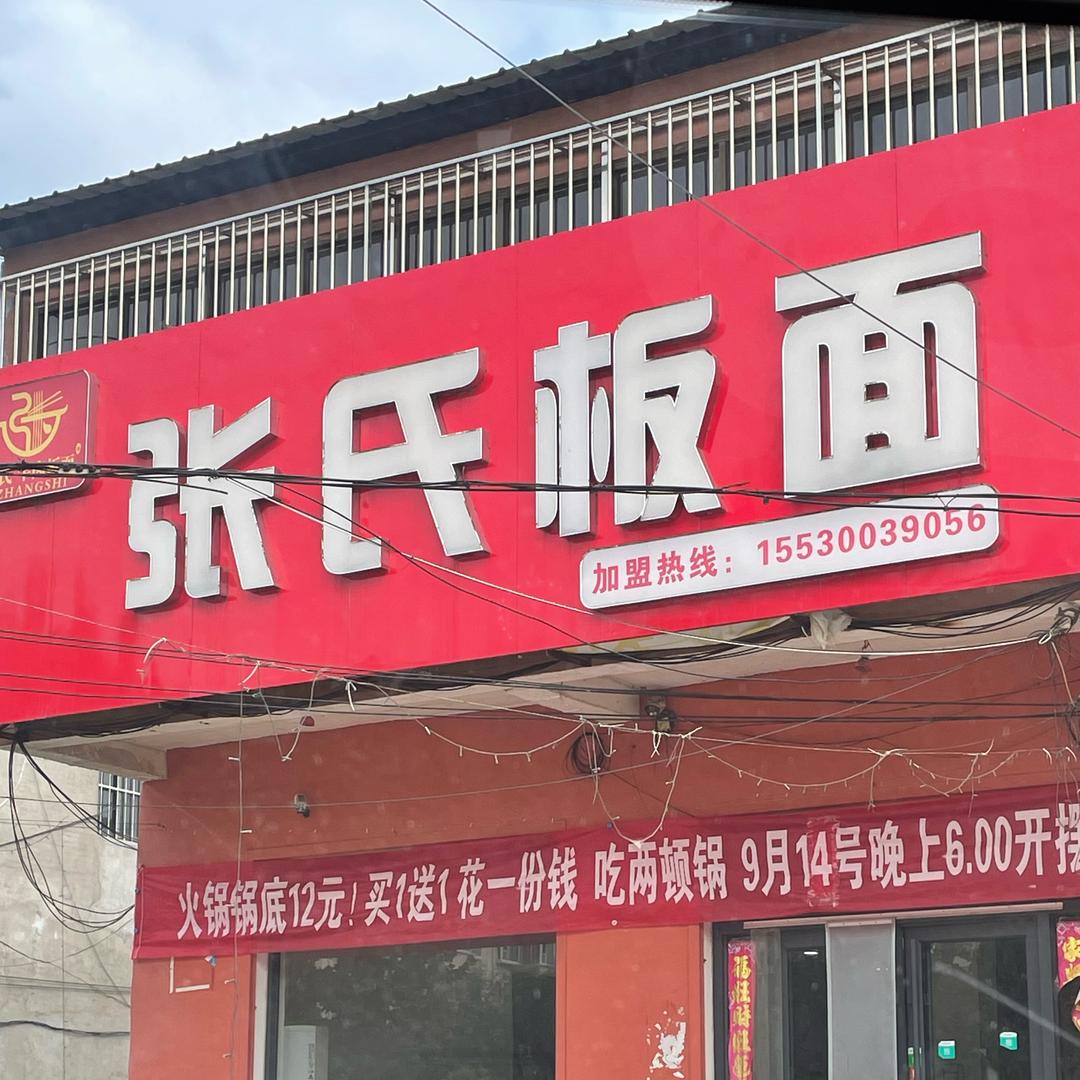 张氏板面
ZHANGSHI
加盟热线：15530039056
火锅锅底12元！买1送1 花一份钱 吃两顿锅 9月14号晚上6.00开摆